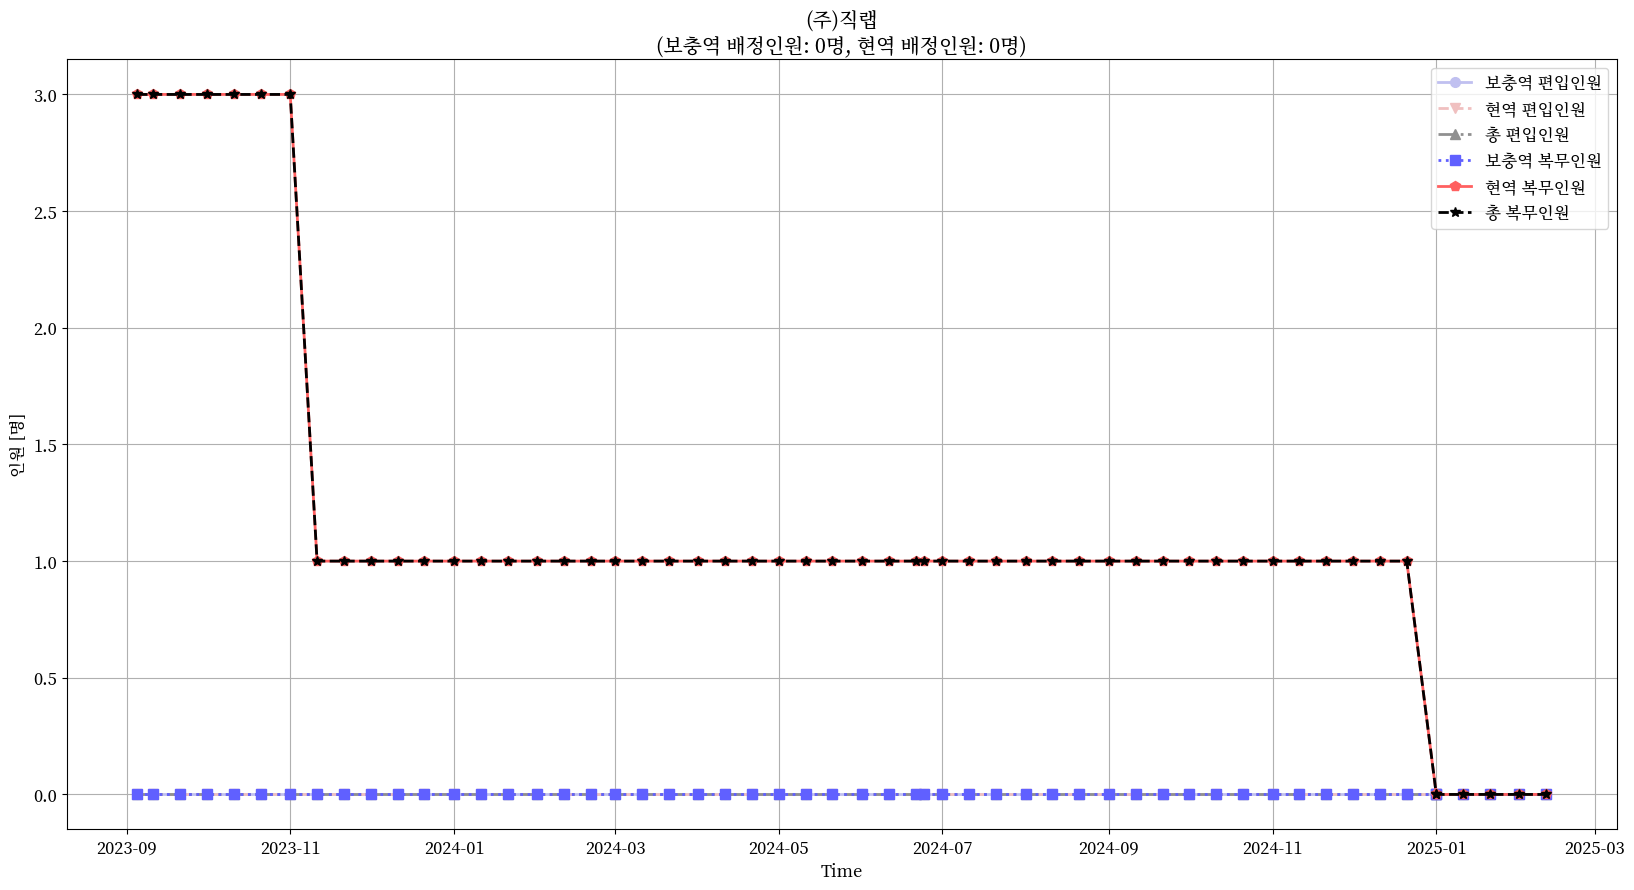 (주)직랩
(보충역 배정인원: 0명, 현역 배정인원: 0명)
보충역 편입인원
현역 편입인원
총 편입인원
보충역 복무인원
현역 복무인원
총 복무인원
인원 [명]
3.0
2.5
2.0
1.5
1.0
0.5
0.0
2023-09 2023-11 2024-01 2024-03 2024-05 2024-07 2024-09 2024-11 2025-01 2025-03
Time